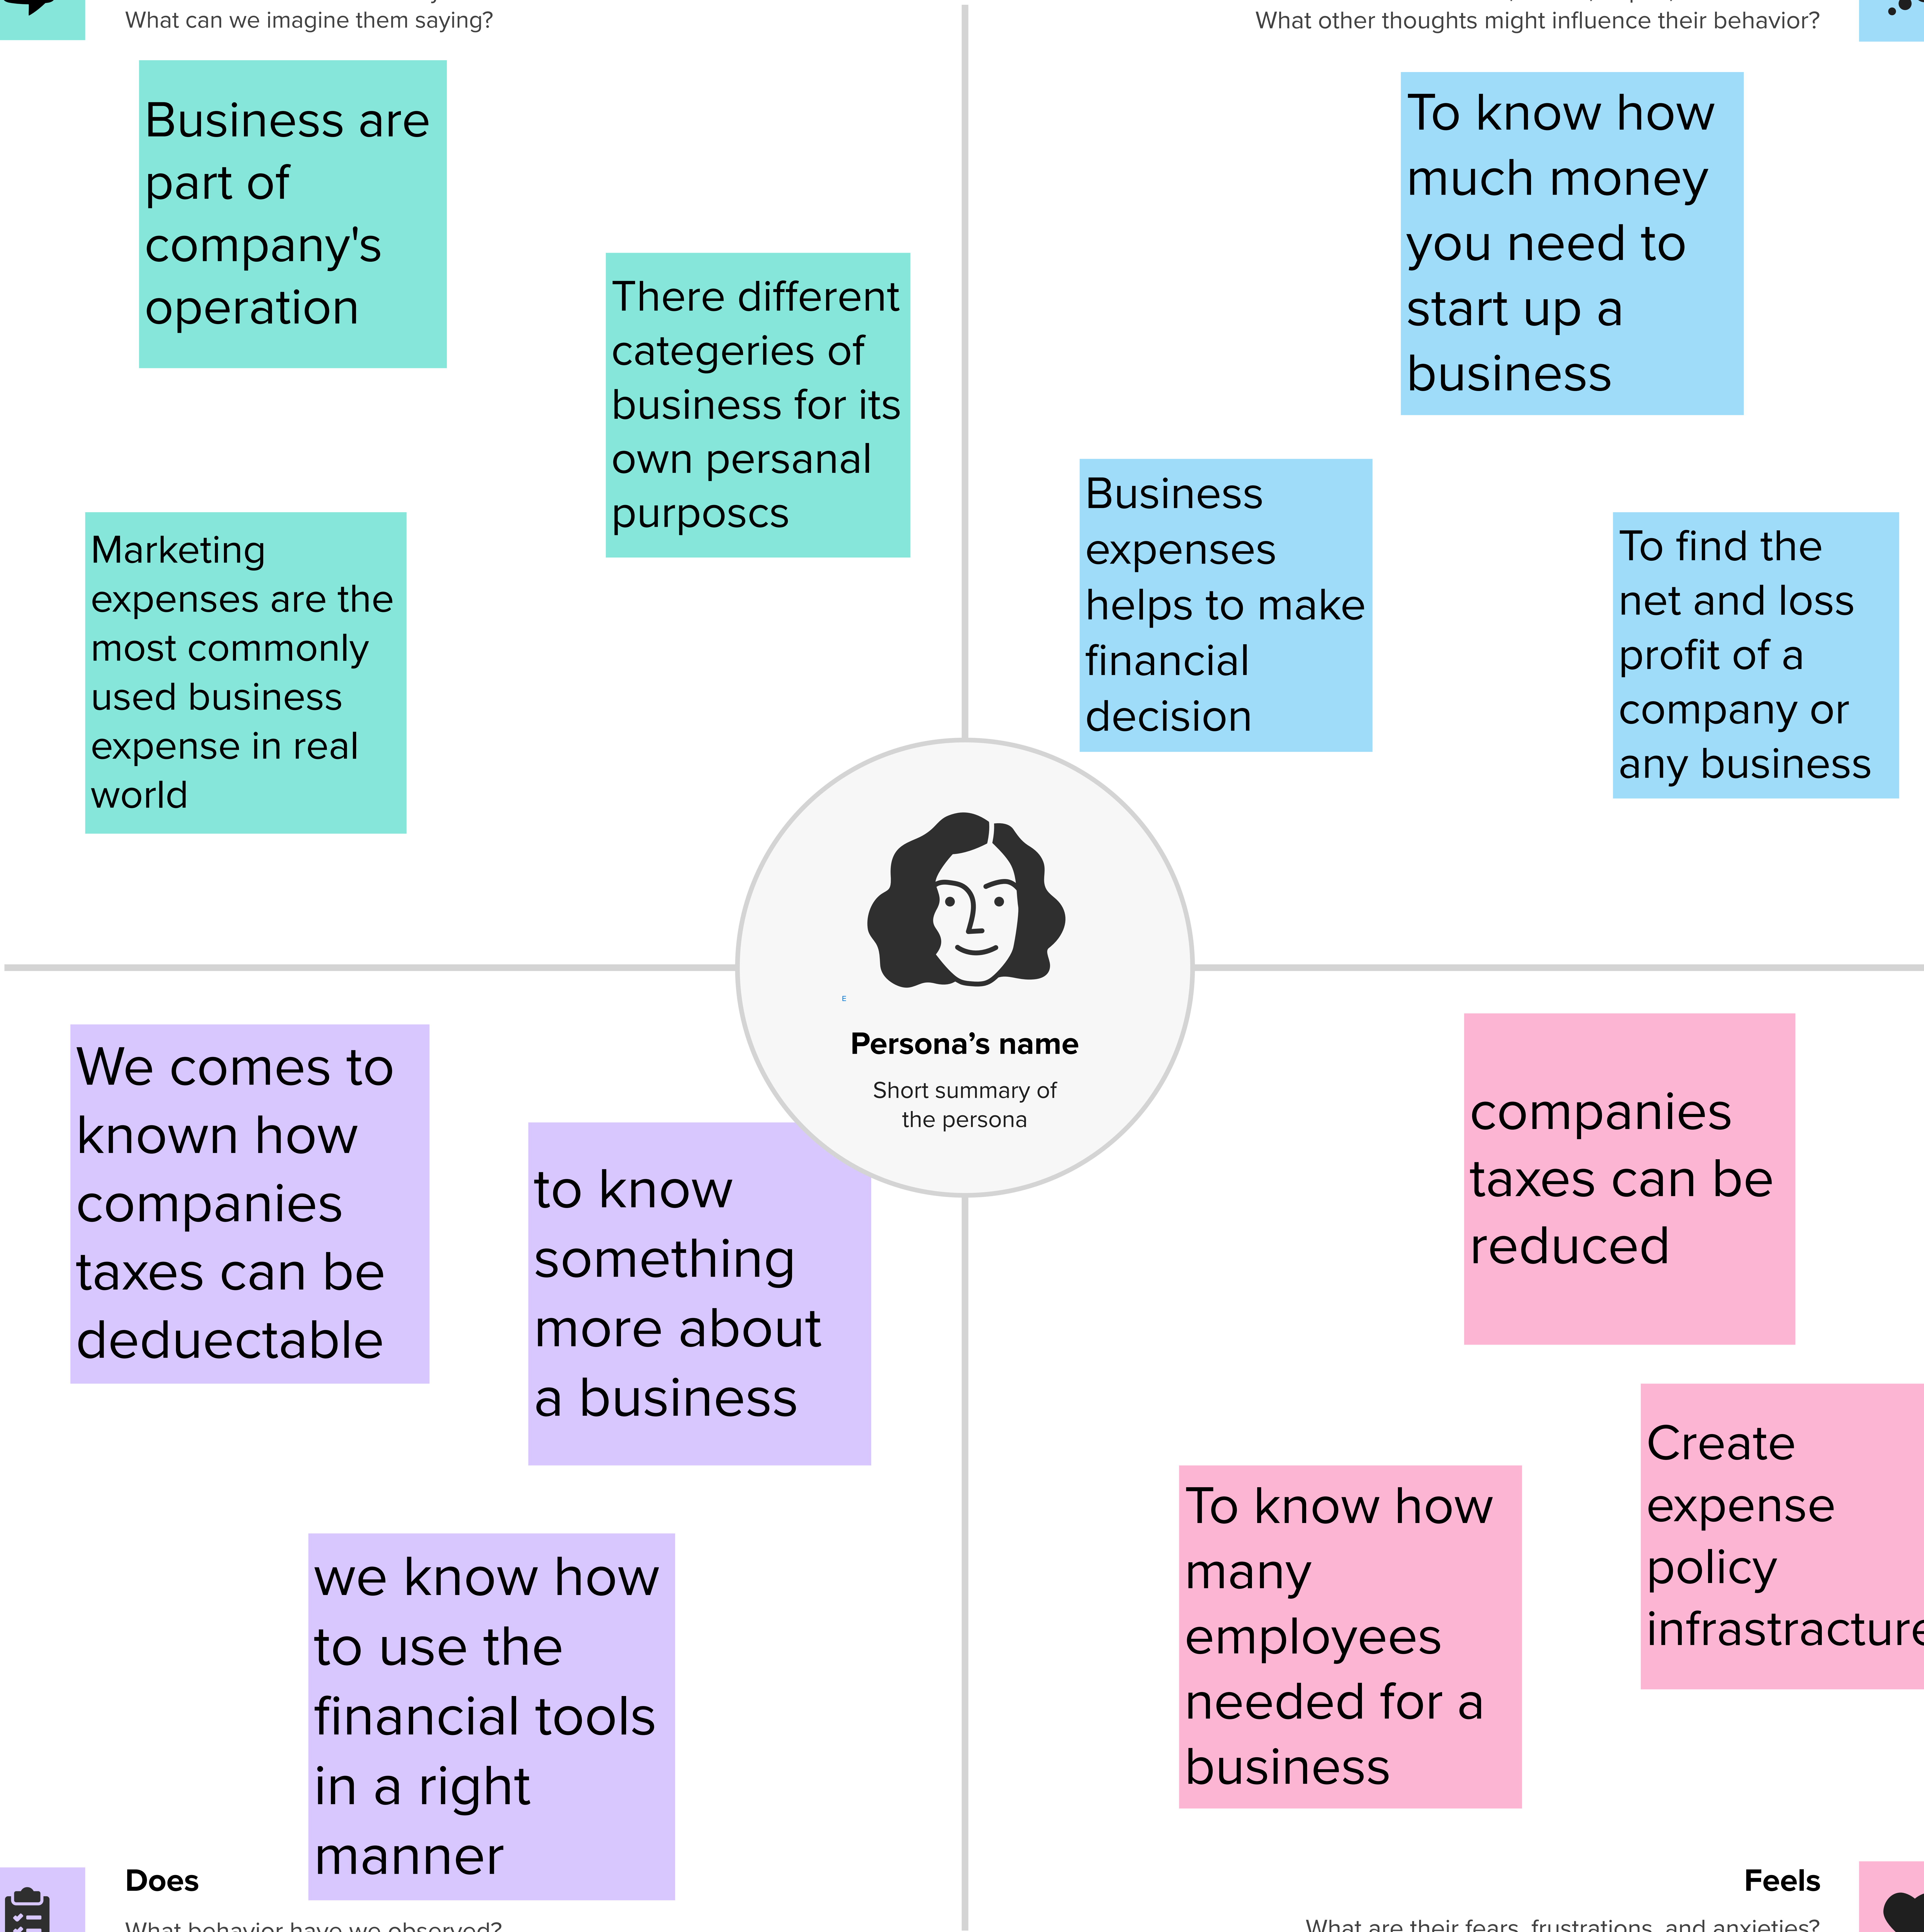 What can we imagine them saying?
What other thoughts might influence their behavior?
Business are
part of
company's
operation
There different
categeries of
business for its
own persanal
purposcs
Marketing
expenses are the
most commonly
used business
expense in real
world
To know how
much money
you need to
start up a
business
Business
expenses
helps to make
financial
decision
To find the
net and loss
profit of a
company or
any business
E
Persona’s name
Short summary of
the persona
We comes to
known how
companies
taxes can be
deduectable
to know
something
more about
a business
we know how
to use the
financial tools
in a right
manner
companies
taxes can be
reduced
Create
expense
policy
infrastracture
To know how
many
employees
needed for a
business
Does
What behavior have we observed?
Feels
What are their fears, frustrations, and anxieties?